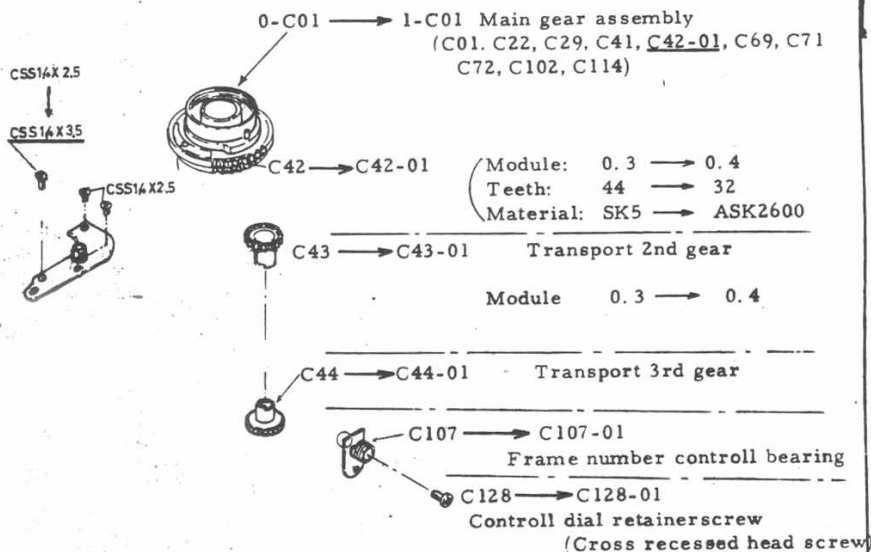 0-C01 → 1-C01 Main gear assembly
(C01. C22, C29, C41, C42-01, C69, C71
C72, C102, C114)
CSS1,4X2.5
CSS1,4X3,5
CSS1,4X2.5
C42 → C42-01
Module: 0.3 → 0.4
Teeth: 44 → 32
Material: SK5 → ASK2600
C43 → C43-01 Transport 2nd gear
Module 0.3 → 0.4
C44 → C44-01 Transport 3rd gear
C107 → C107-01
Frame number controll bearing
C128 → C128-01
Controll dial retainerscrew
(Cross recessed head screw)